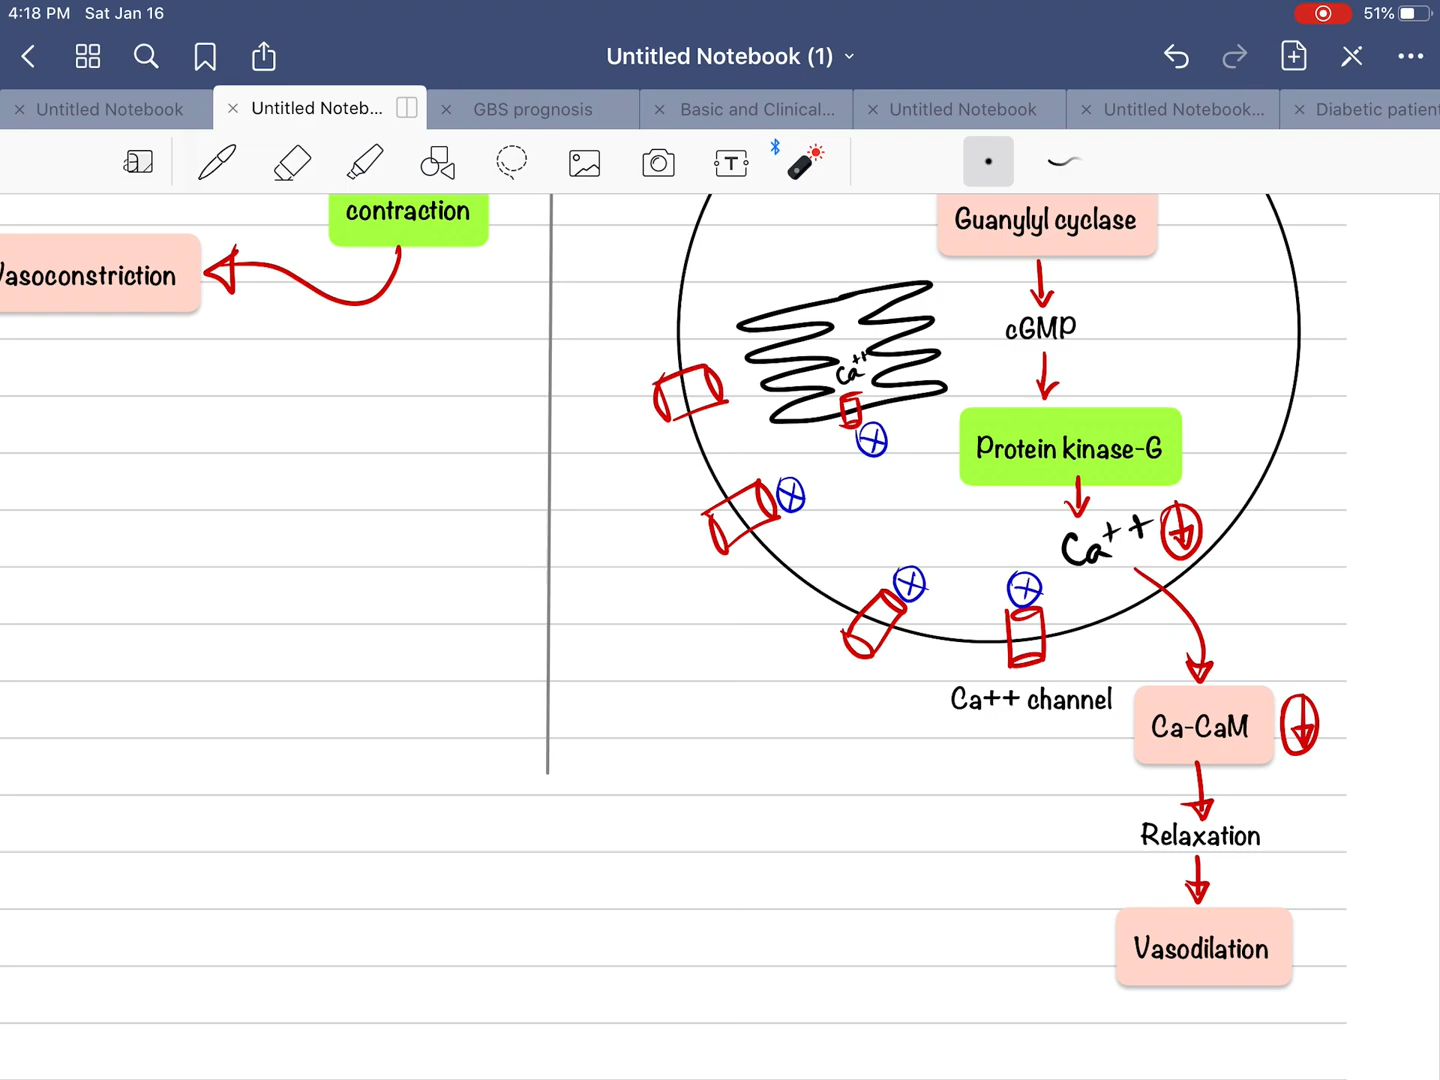 4:18 PM Sat Jan 16
51%
Untitled Notebook (1)
Untitled Notebook
Untitled Noteb...
GBS prognosis
Basic and Clinical...
Untitled Notebook
Untitled Notebook...
Diabetic patient
T
contraction
Vasoconstriction
Guanylyl cyclase
cGMP
Ca++
Protein kinase-G
Ca++
Ca++ channel
Ca-CaM
Relaxation
Vasodilation